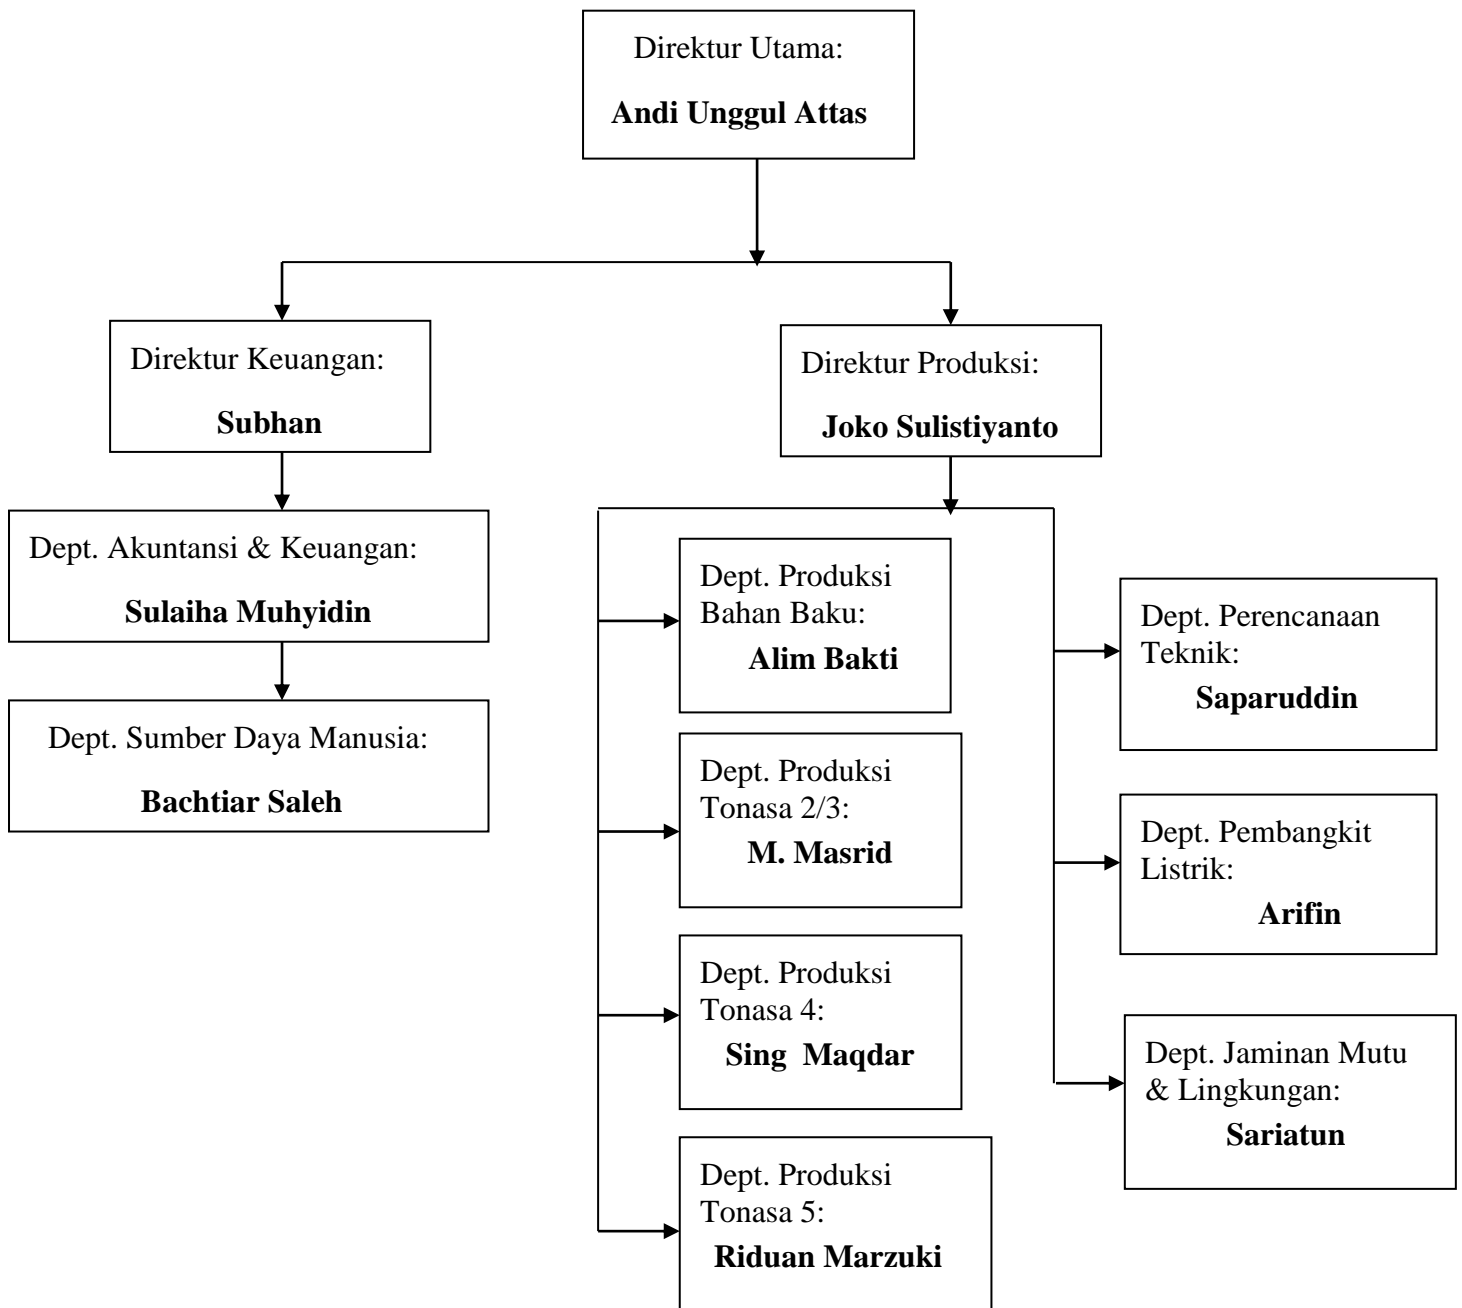 Direktur Utama:
Andi Unggul Attas
Direktur Keuangan:
Subhan
Direktur Produksi:
Joko Sulistiyanto
Dept. Akuntansi & Keuangan:
Sulaiha Muhyidin
Dept. Sumber Daya Manusia:
Bachtiar Saleh
Dept. Produksi
Bahan Baku:
Alim Bakti
Dept. Produksi
Tonasa 2/3:
M. Masrid
Dept. Produksi
Tonasa 4:
Sing  Maqdar
Dept. Produksi
Tonasa 5:
Riduan Marzuki
Dept. Perencanaan
Teknik:
Saparuddin
Dept. Pembangkit
Listrik:
Arifin
Dept. Jaminan Mutu
& Lingkungan:
Sariatun